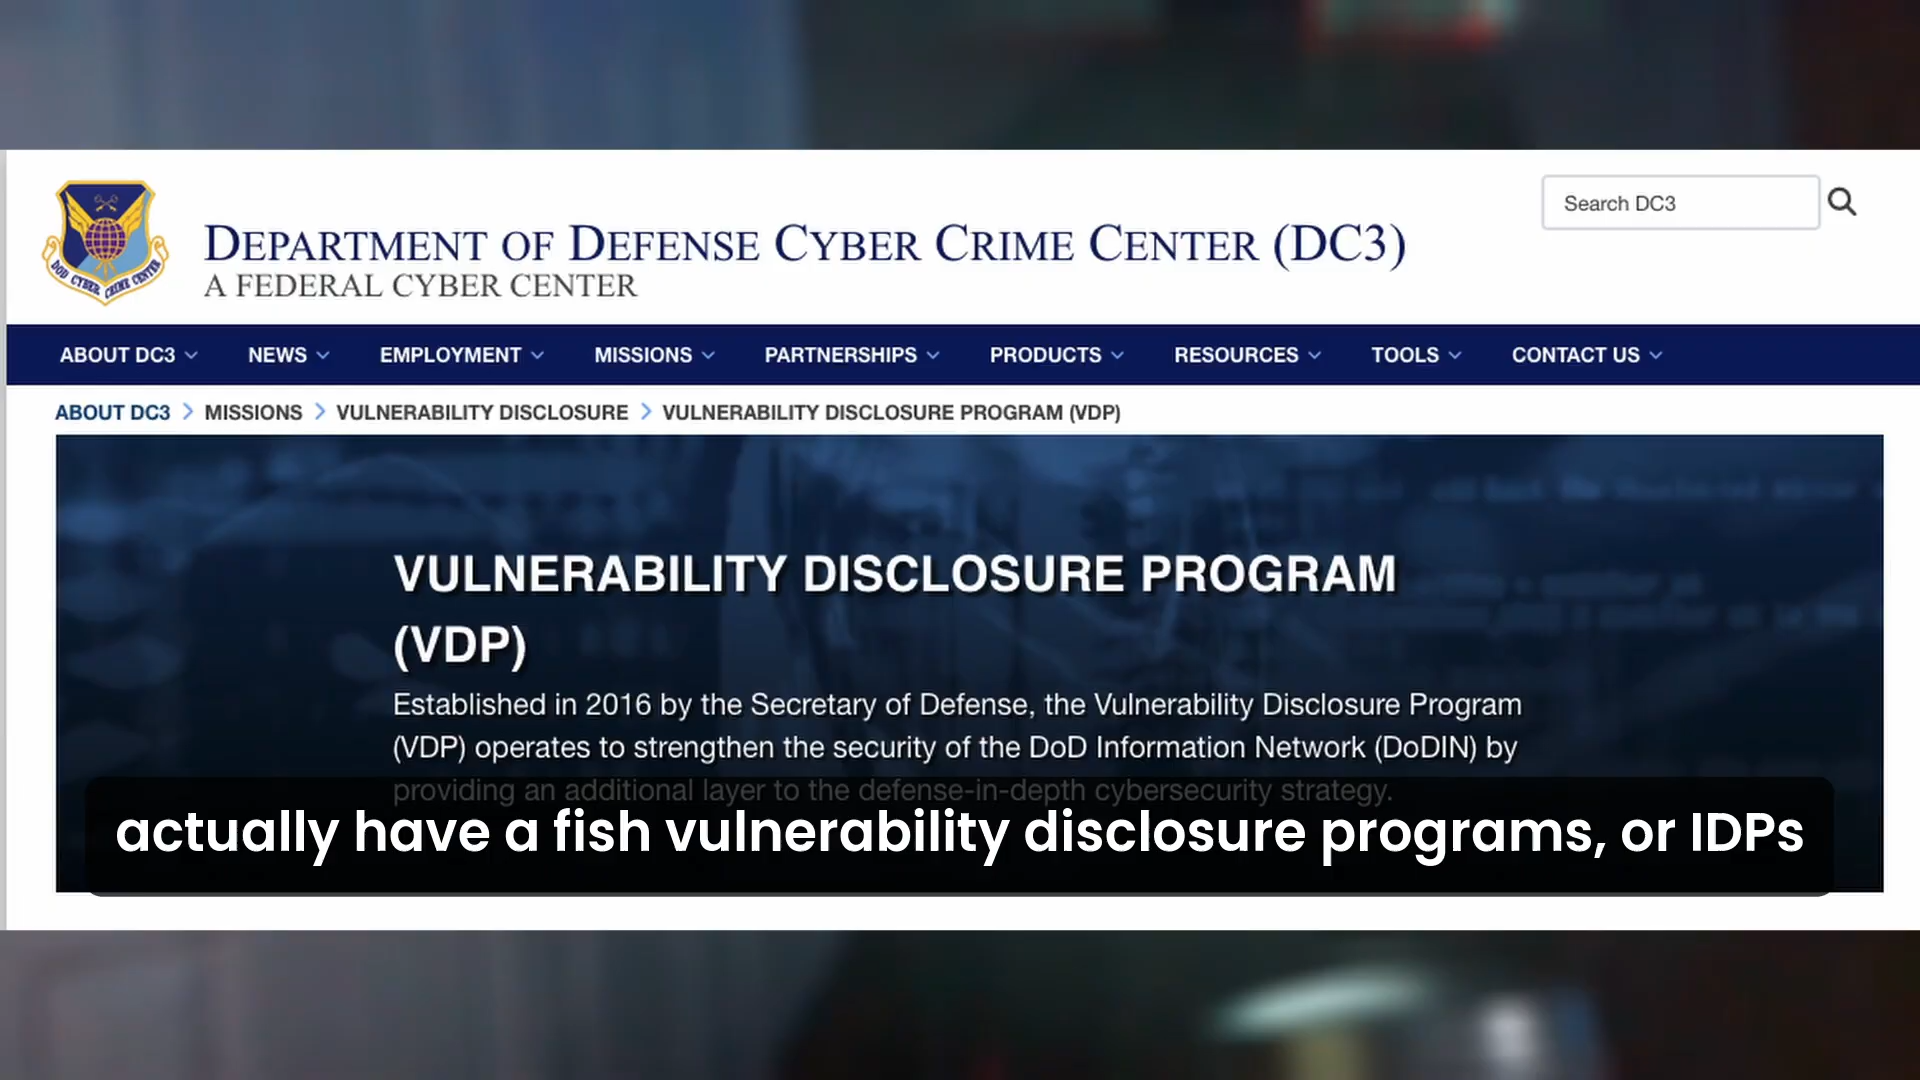 DOD CYBER CRIME CENTER
DEPARTMENT OF DEFENSE CYBER CRIME CENTER (DC3)
A FEDERAL CYBER CENTER
Search DC3
ABOUT DC3 NEWS EMPLOYMENT MISSIONS PARTNERSHIPS PRODUCTS RESOURCES TOOLS CONTACT US
ABOUT DC3 > MISSIONS > VULNERABILITY DISCLOSURE > VULNERABILITY DISCLOSURE PROGRAM (VDP)
VULNERABILITY DISCLOSURE PROGRAM
(VDP)
Established in 2016 by the Secretary of Defense, the Vulnerability Disclosure Program
(VDP) operates to strengthen the security of the DoD Information Network (DoDIN) by
providing an additional layer to the defense-in-depth cybersecurity strategy.
actually have a fish vulnerability disclosure programs, or IDPs